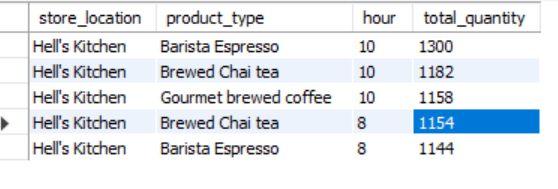 store_location product_type hour total_quantity
Hell's Kitchen Barista Espresso 10 1300
Hell's Kitchen Brewed Chai tea 10 1182
Hell's Kitchen Gourmet brewed coffee 10 1158
Hell's Kitchen Brewed Chai tea 8 1154
Hell's Kitchen Barista Espresso 8 1144